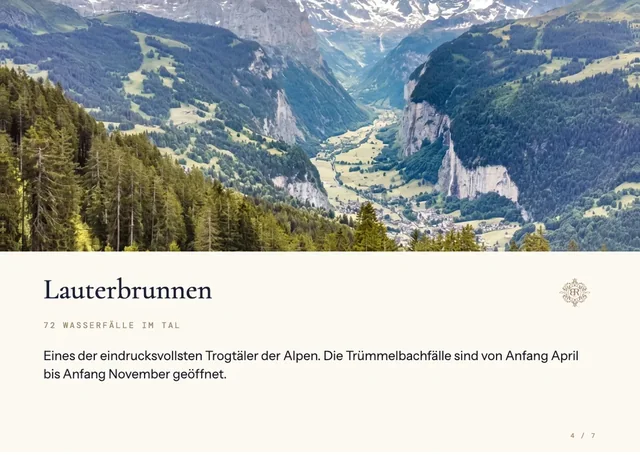 Lauterbrunnen
72 WASSERFÄLLE IM TAL
Eines der eindrucksvollsten Trogtäler der Alpen. Die Trümmelbachfälle sind von Anfang April
bis Anfang November geöffnet.
4 / 7